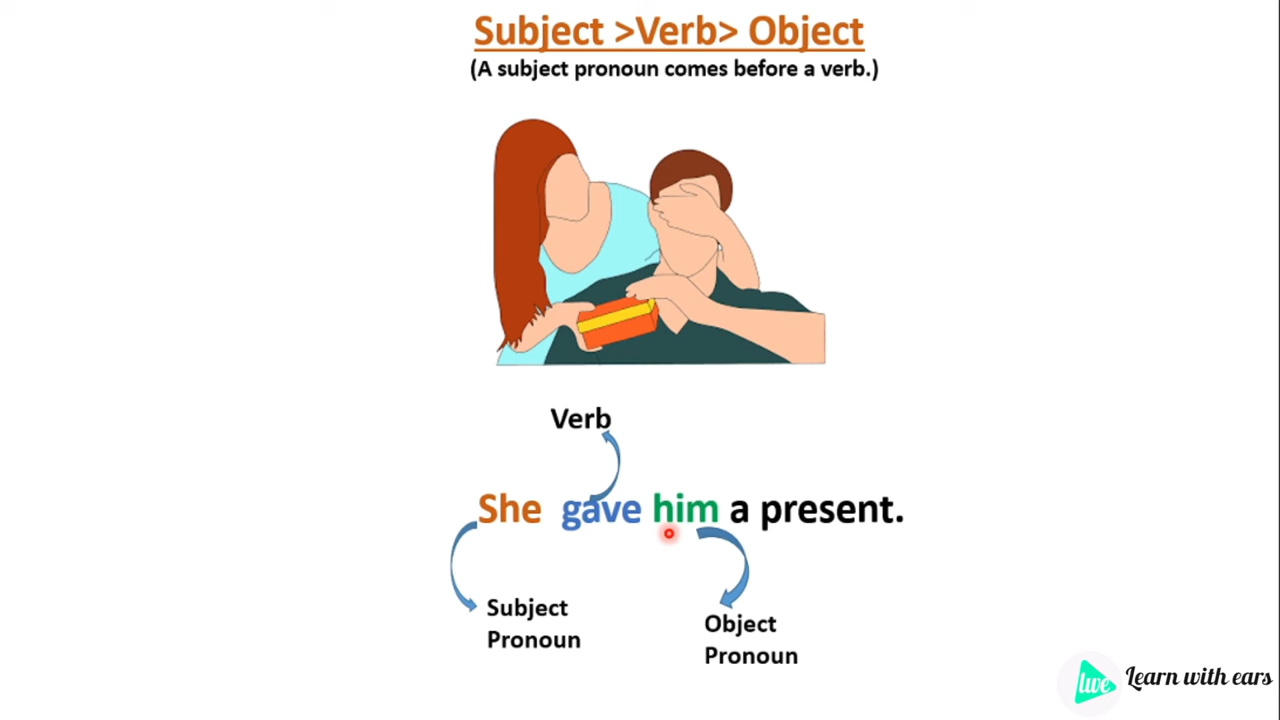 Subject >Verb> Object
(A subject pronoun comes before a verb.)
Verb
She gave him a present.
Subject
Pronoun
Object
Pronoun
live
Learn with ears